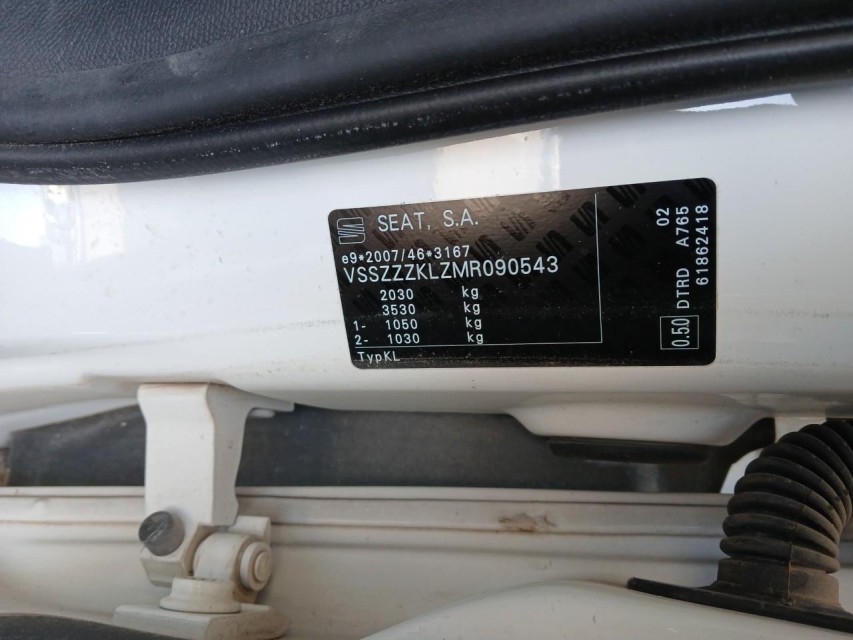 SEAT, S.A.
e9*2007/46*3167
VSSZZZKLZMR090543
2030 kg
3530 kg
1- 1050 kg
2- 1030 kg
TypKL
0.50 DTRD A765 02
61862418